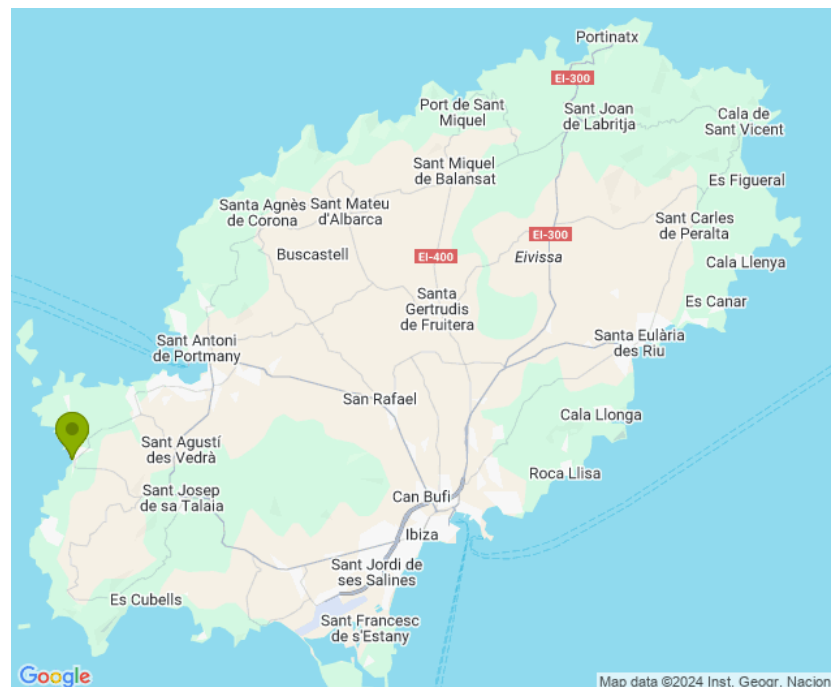 Portinatx
EI-300
Port de Sant
Miquel
Sant Joan
de Labritja
Cala de
Sant Vicent
Sant Miquel
de Balansat
Es Figueral
Santa Agnès
de Corona
Sant Mateu
d'Albarca
Sant Carles
de Peralta
EI-300
Buscastell
EI-400
Eivissa
Cala Llenya
Santa
Gertrudis
de Fruitera
Es Canar
Sant Antoni
de Portmany
Santa Eulària
des Riu
San Rafael
Cala Llonga
Sant Agustí
des Vedrà
Roca Llisa
Sant Josep
de sa Talaia
Can Bufi
Ibiza
Sant Jordi de
ses Salines
Es Cubells
Sant Francesc
de s'Estany
Google
Map data ©2024 Inst. Geogr. Nacion